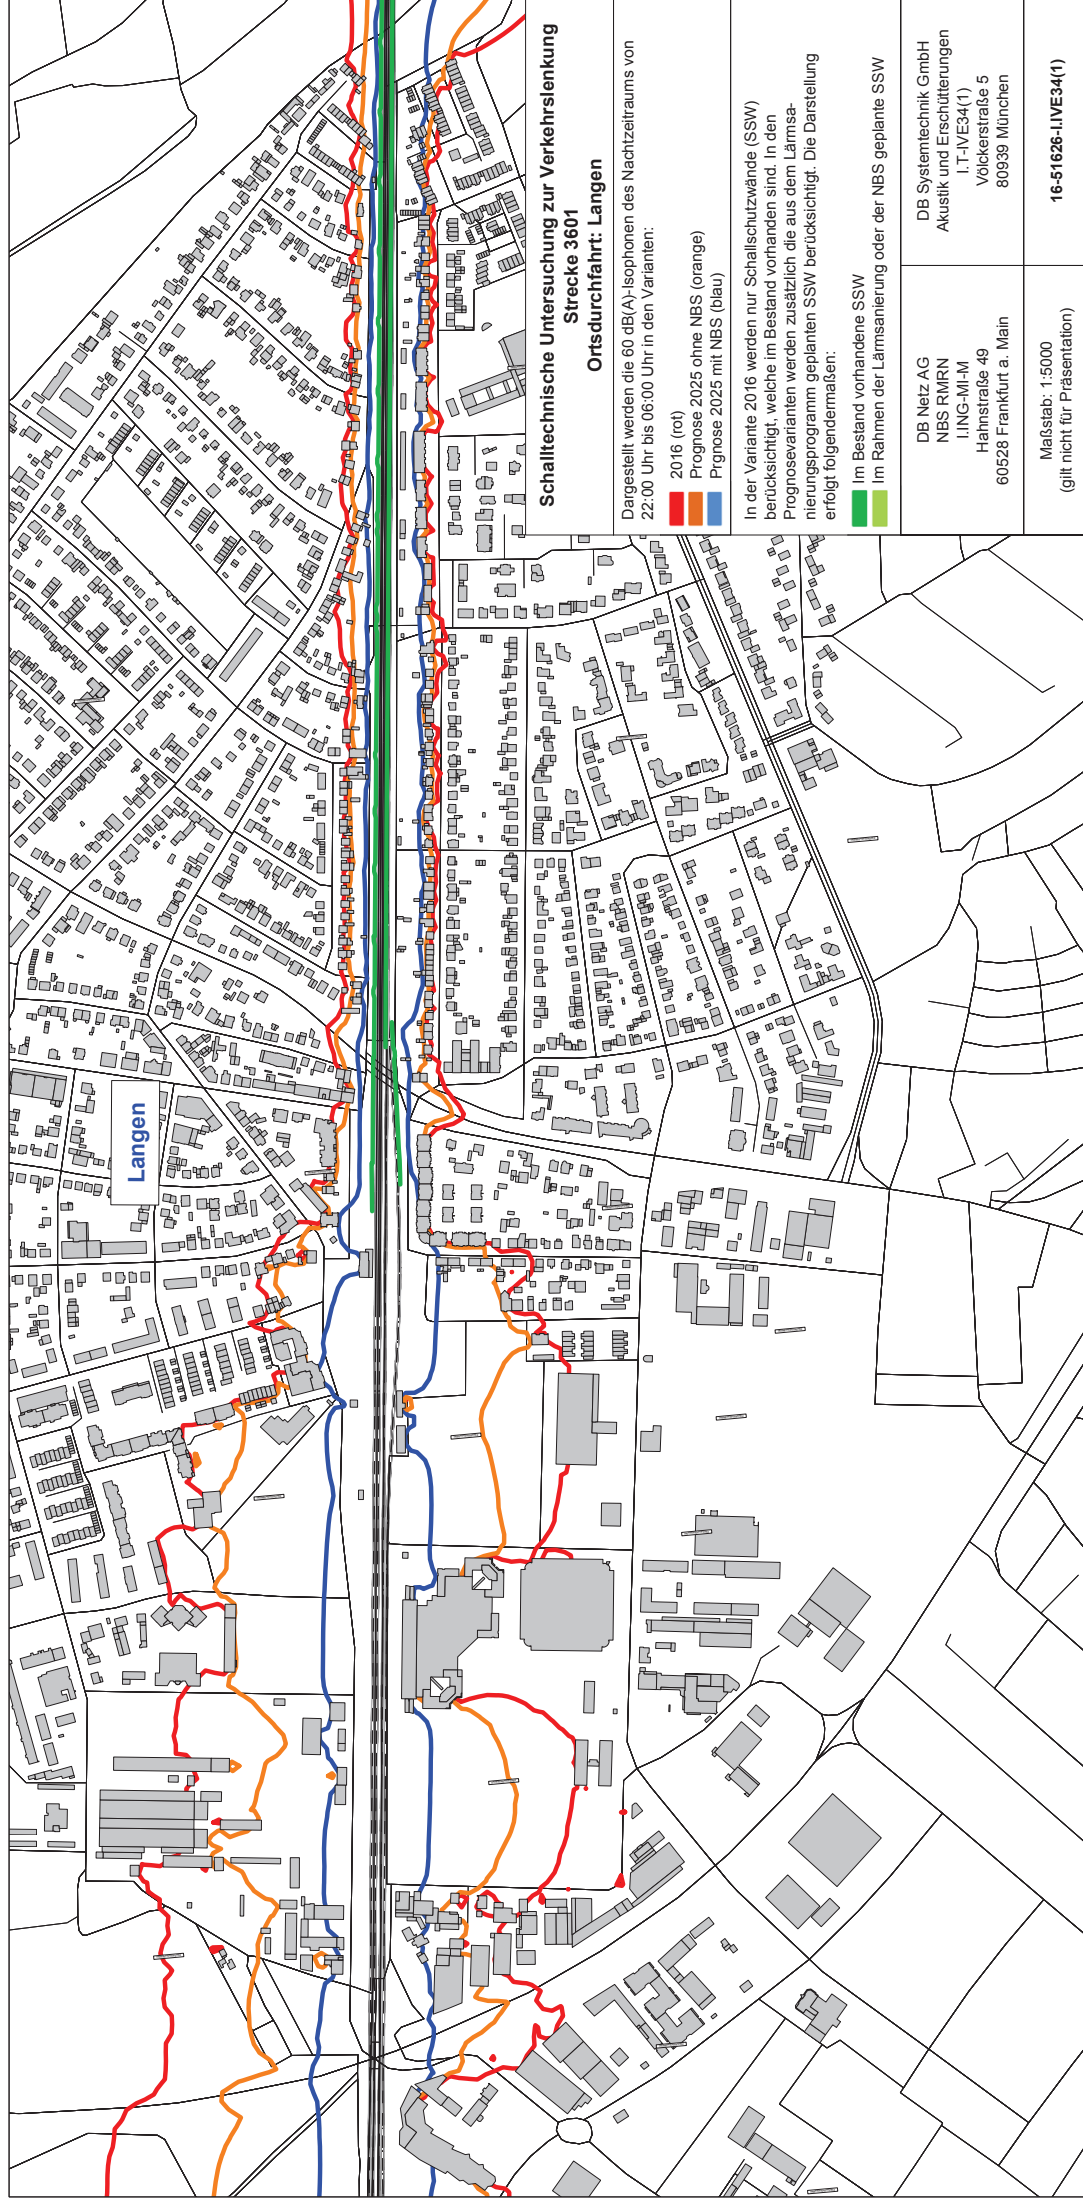 Langen
Schalltechnische Untersuchung zur Verkehrslenkung
Strecke 3601
Ortsdurchfahrt: Langen
Dargestellt werden die 60 dB(A)-Isophonen des Nachtzeitraums von
22:00 Uhr bis 06:00 Uhr in den Varianten:
2016 (rot)
Prognose 2025 ohne NBS (orange)
Prgnose 2025 mit NBS (blau)
In der Variante 2016 werden nur Schallschutzwände (SSW)
berücksichtigt, welche im Bestand vorhanden sind. In den
Prognosevarianten werden zusätzlich die aus dem Lärmsa-
nierungsprogramm geplanten SSW berücksichtigt. Die Darstellung
erfolgt folgendermaßen:
Im Bestand vorhandene SSW
Im Rahmen der Lärmsanierung oder der NBS geplante SSW
DB Netz AG
NBS RMRN
I.ING-MI-M
Hahnstraße 49
60528 Frankfurt a. Main
DB Systemtechnik GmbH
Akustik und Erschütterungen
I.T-IVE34(1)
Völckerstraße 5
80939 München
Maßstab: 1:5000
(gilt nicht für Präsentation)
16-51626-I.IVE34(1)